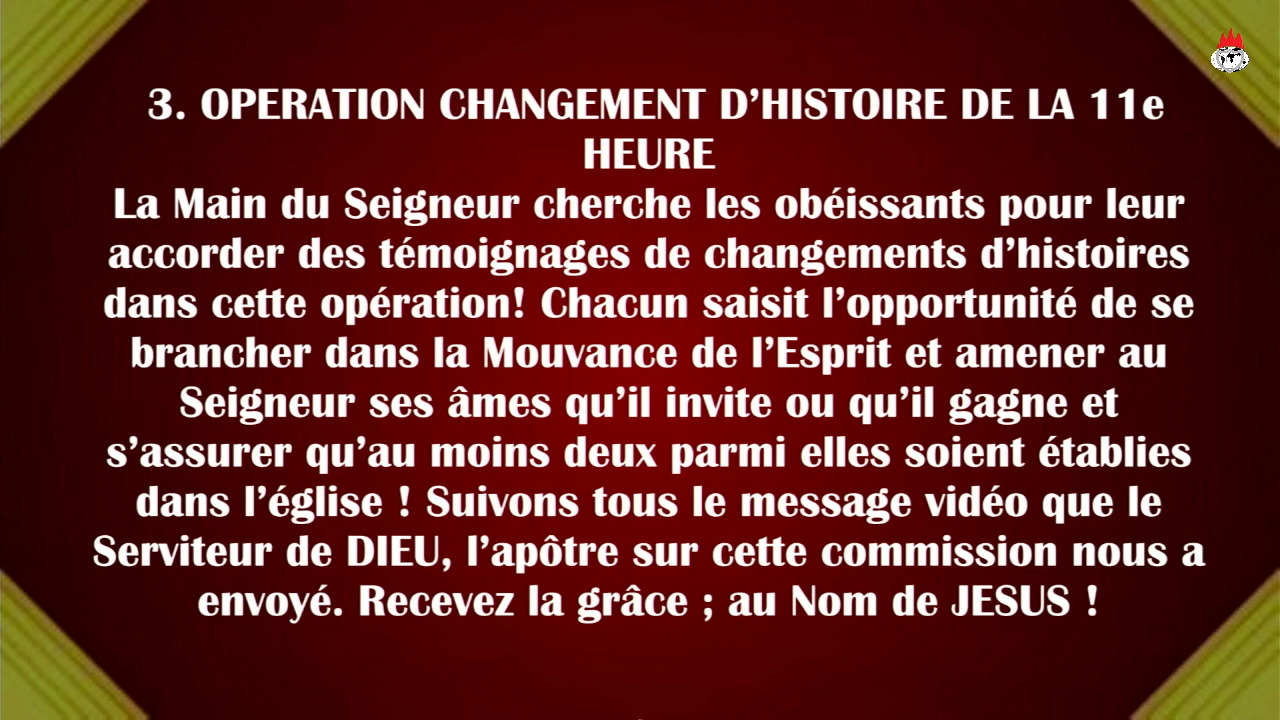 3. OPERATION CHANGEMENT D’HISTOIRE DE LA 11e
HEURE
La Main du Seigneur cherche les obéissants pour leur
accorder des témoignages de changements d’histoires
dans cette opération! Chacun saisit l’opportunité de se
brancher dans la Mouvance de l’Esprit et amener au
Seigneur ses âmes qu’il invite ou qu’il gagne et
s’assurer qu’au moins deux parmi elles soient établies
dans l’église ! Suivons tous le message vidéo que le
Serviteur de DIEU, l’apôtre sur cette commission nous a
envoyé. Recevez la grâce ; au Nom de JESUS !